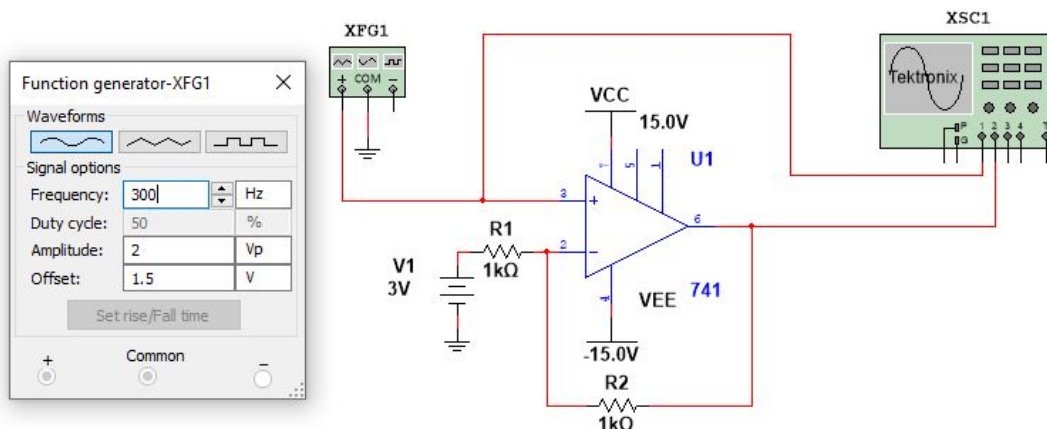 Function generator-XFG1
Waveforms
Signal options
Frequency: 300 Hz
Duty cycle: 50 %
Amplitude: 2 Vp
Offset: 1.5 V
Set rise/Fall time
+ Common −
XFG1
+ COM −
XSC1
Tektronix
P
G
1 2 3 4 T
VCC
15.0V
U1
7
5
1
3
+
2
−
6
4
741
R1
1kΩ
V1
3V
VEE
-15.0V
R2
1kΩ